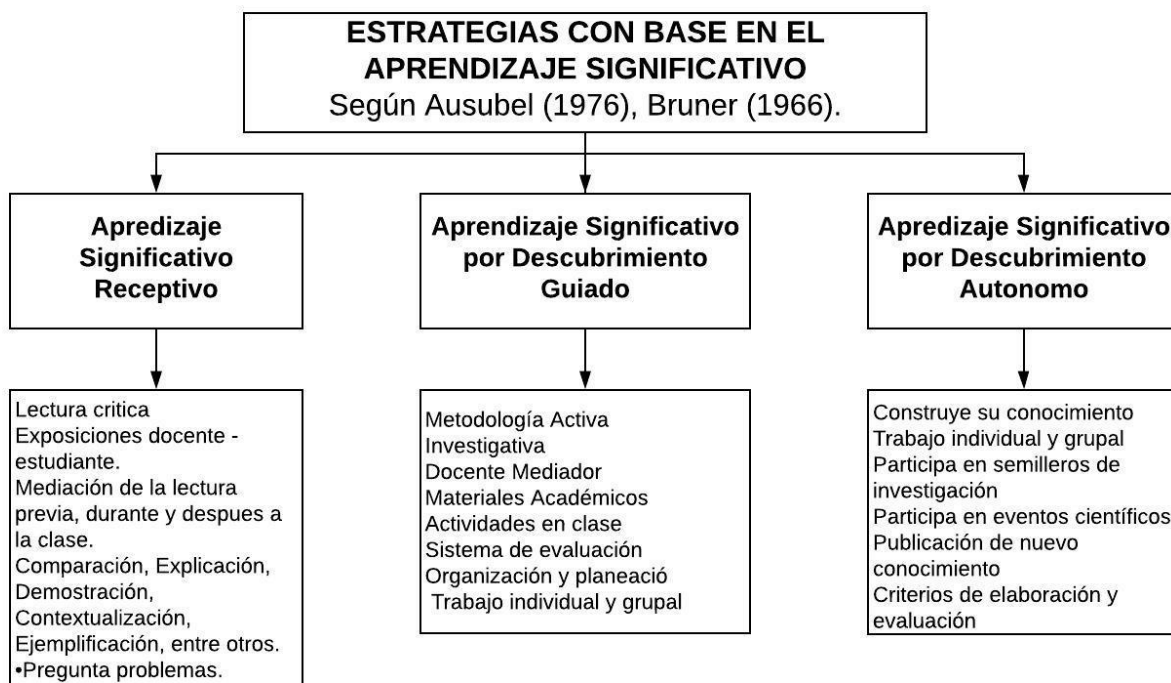 ESTRATEGIAS CON BASE EN EL
APRENDIZAJE SIGNIFICATIVO
Según Ausubel (1976), Bruner (1966).
Apredizaje
Significativo
Receptivo
Aprendizaje Significativo
por Descubrimiento
Guiado
Apredizaje Significativo
por Descubrimiento
Autonomo
Lectura critica
Exposiciones docente -
estudiante.
Mediación de la lectura
previa, durante y despues a
la clase.
Comparación, Explicación,
Demostración,
Contextualización,
Ejemplificación, entre otros.
•Pregunta problemas.
Metodología Activa
Investigativa
Docente Mediador
Materiales Académicos
Actividades en clase
Sistema de evaluación
Organización y planeació
Trabajo individual y grupal
Construye su conocimiento
Trabajo individual y grupal
Participa en semilleros de
investigación
Participa en eventos científicos
Publicación de nuevo
conocimiento
Criterios de elaboración y
evaluación